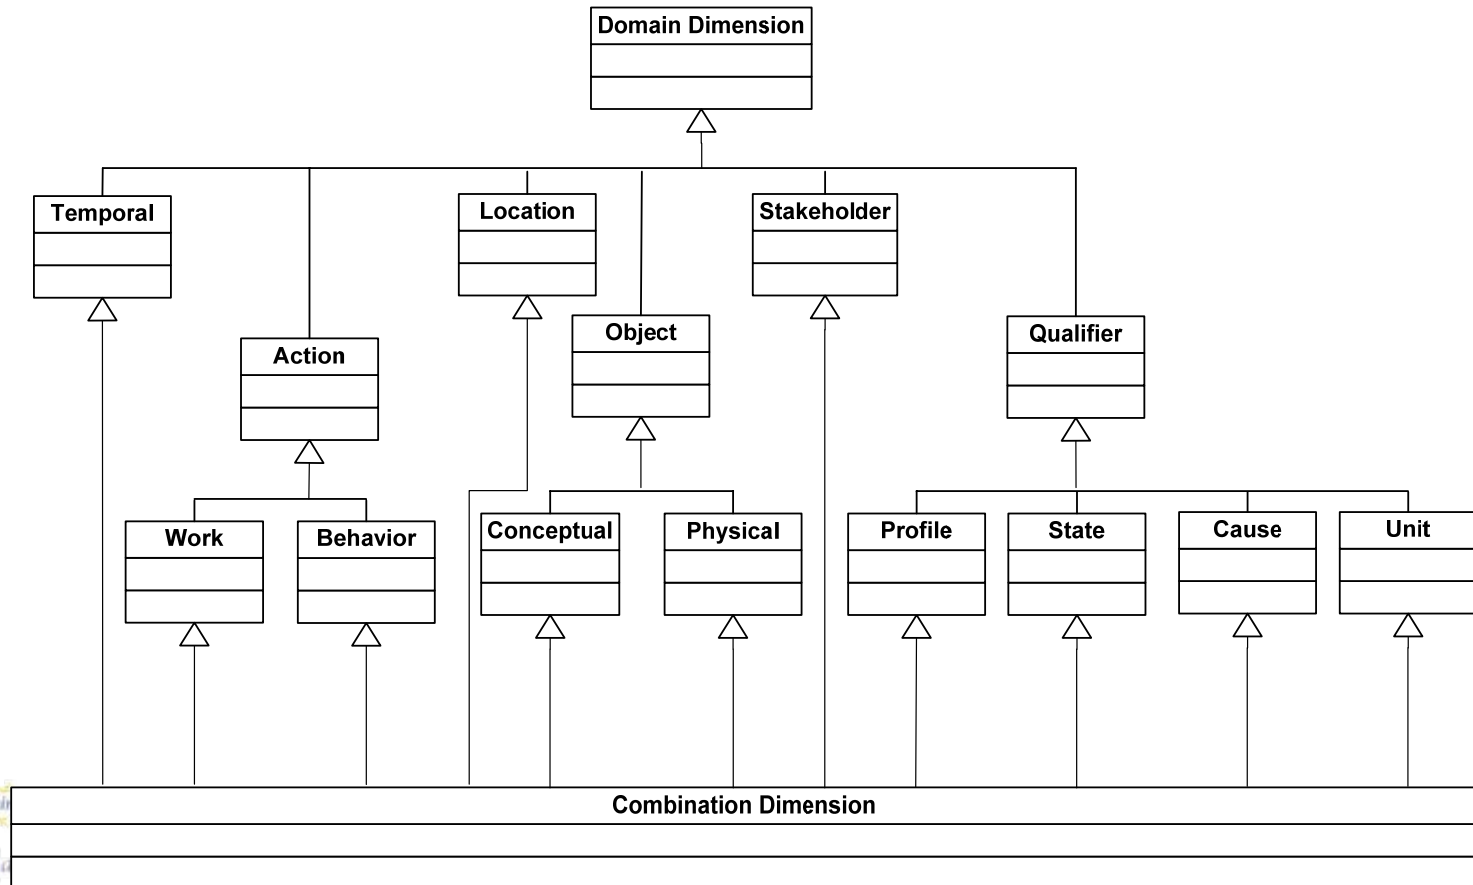 Domain Dimension
Temporal
Location
Stakeholder
Object
Qualifier
Action
Work
Behavior
Conceptual
Physical
Profile
State
Cause
Unit
Combination Dimension